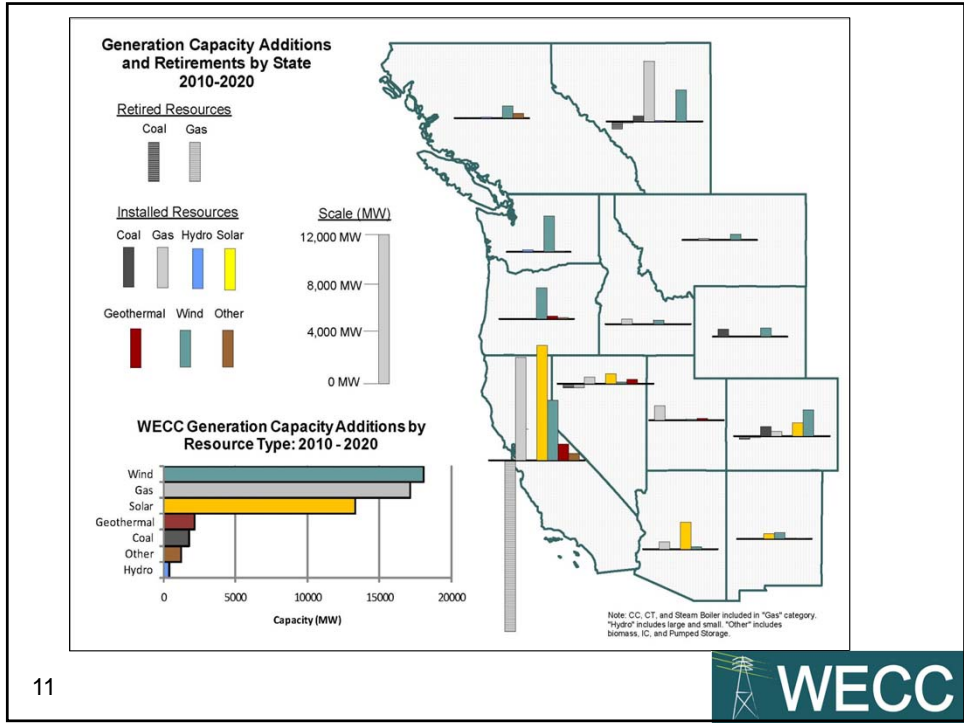 Generation Capacity Additions
and Retirements by State
2010-2020
Retired Resources
Coal Gas
Installed Resources
Coal Gas Hydro Solar
Geothermal Wind Other
Scale (MW)
12,000 MW
8,000 MW
4,000 MW
0 MW
WECC Generation Capacity Additions by
Resource Type: 2010 - 2020
Wind
Gas
Solar
Geothermal
Coal
Other
Hydro
0 5000 10000 15000 20000
Capacity (MW)
Note: CC, CT, and Steam Boiler included in "Gas" category.
"Hydro" includes large and small. "Other" includes
biomass, IC, and Pumped Storage.
11
WECC